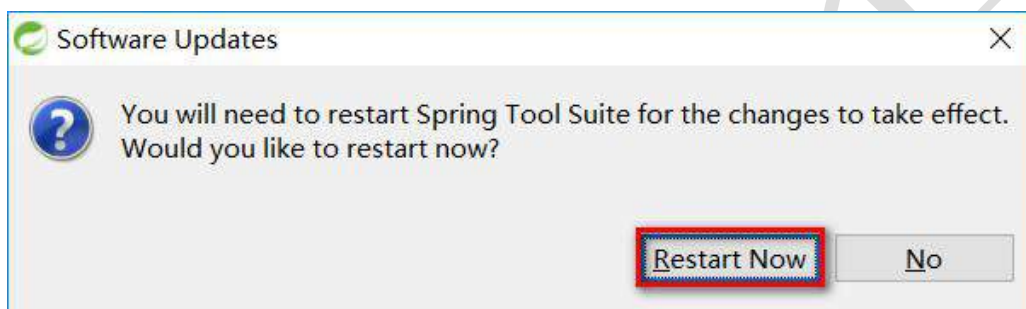 Software Updates
You will need to restart Spring Tool Suite for the changes to take effect.
Would you like to restart now?
Restart Now
No